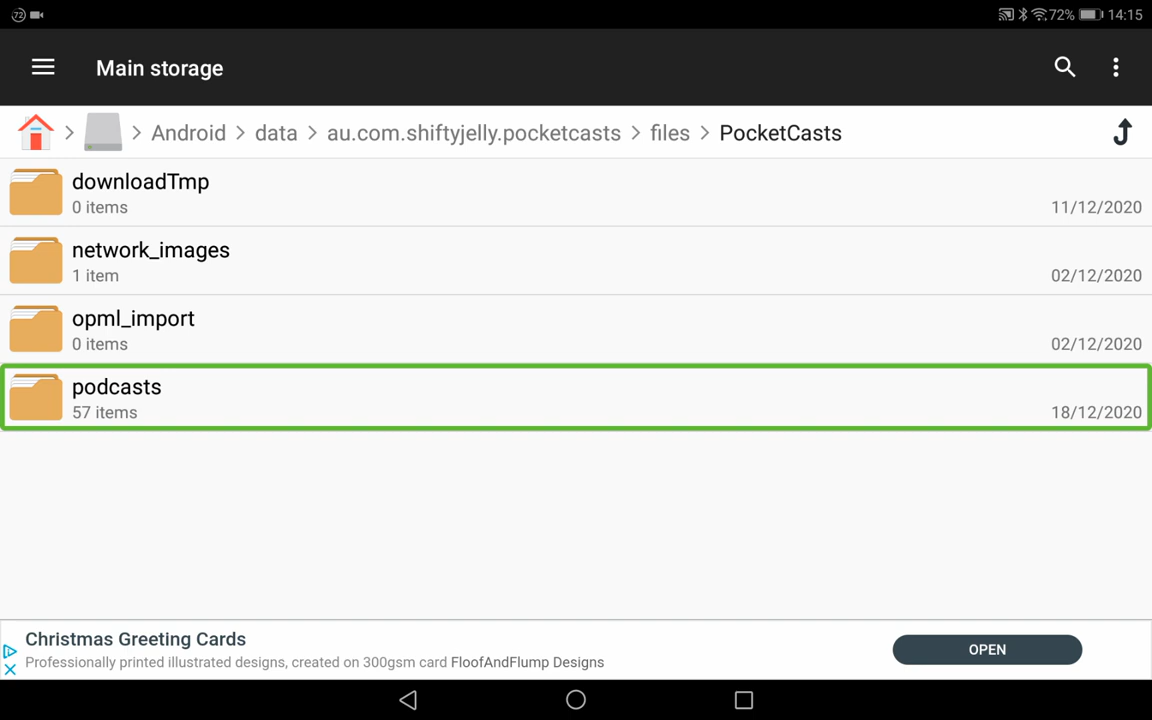 72 72% 14:15
Main storage
Android data au.com.shiftyjelly.pocketcasts files PocketCasts
downloadTmp
0 items 11/12/2020
network_images
1 item 02/12/2020
opml_import
0 items 02/12/2020
podcasts
57 items 18/12/2020
Christmas Greeting Cards
Professionally printed illustrated designs, created on 300gsm card FloofAndFlump Designs
OPEN